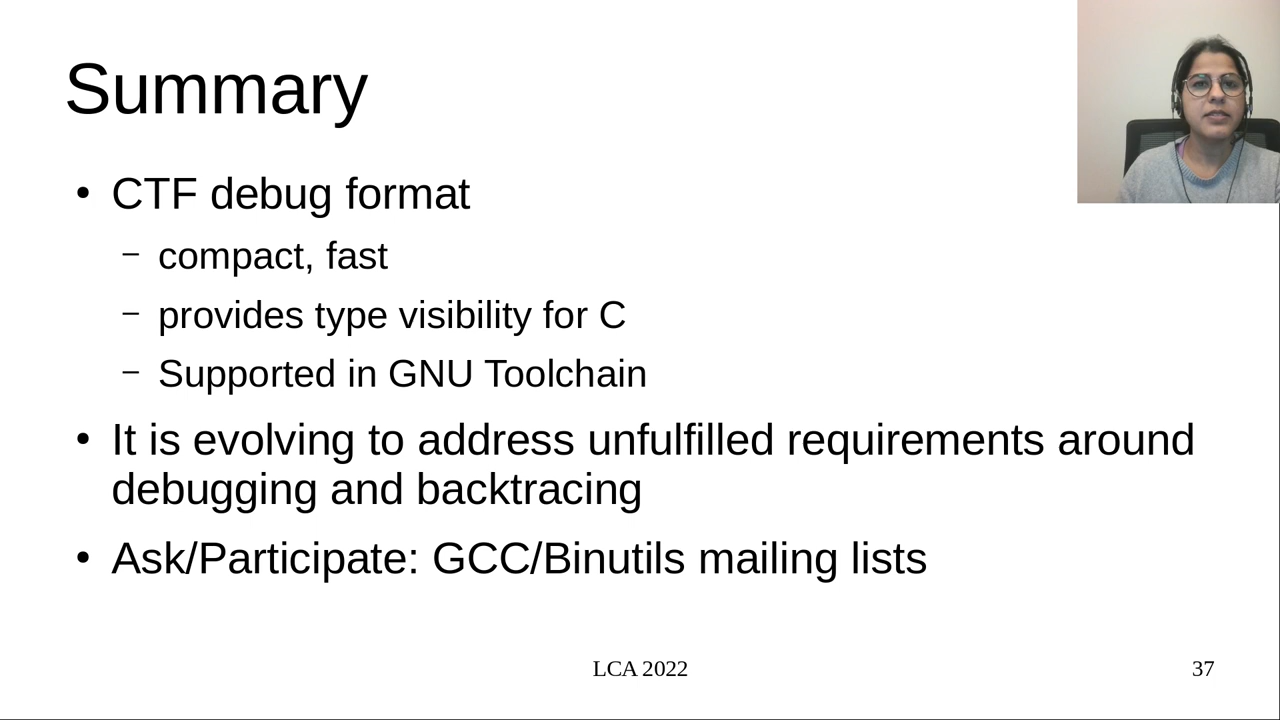 Summary
• CTF debug format
– compact, fast
– provides type visibility for C
– Supported in GNU Toolchain
• It is evolving to address unfulfilled requirements around
debugging and backtracing
• Ask/Participate: GCC/Binutils mailing lists
LCA 2022
37